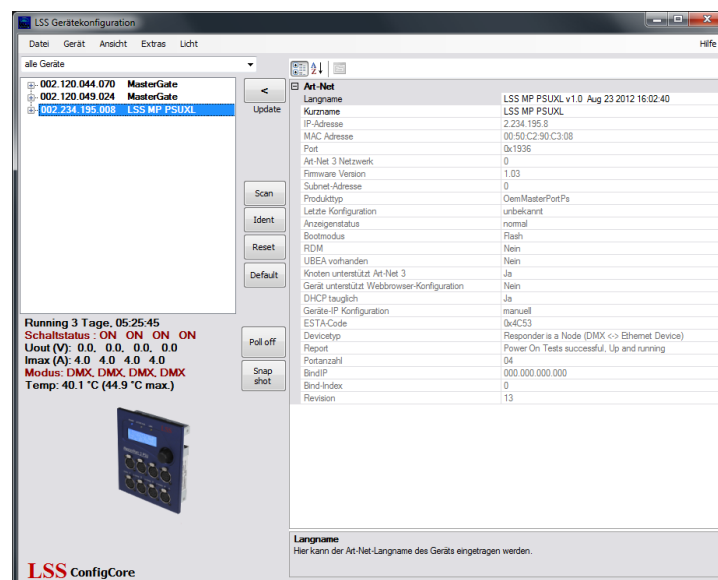 LSS Gerätekonfiguration
Datei Gerät Ansicht Extras Licht Hilfe
alle Geräte
002.120.044.070 MasterGate
002.120.049.024 MasterGate
002.234.195.008 LSS MP PSUXL
<
Update
Scan
Ident
Reset
Default
Poll off
Snap shot
Running 3 Tage, 05:25:45
Schaltstatus : ON ON ON ON
Uout (V): 0.0, 0.0, 0.0, 0.0
Imax (A): 4.0 4.0 4.0 4.0
Modus: DMX, DMX, DMX, DMX
Temp: 40.1 °C (44.9 °C max.)
LSS ConfigCore
Art-Net
Langname LSS MP PSUXL v1.0 Aug 23 2012 16:02:40
Kurzname LSS MP PSUXL
IP-Adresse 2.234.195.8
MAC Adresse 00:50:C2:90:C3:08
Port 0x1936
Art-Net 3 Netzwerk 0
Firmware Version 1.03
Subnet-Adresse 0
Produkttyp OemMasterPortPs
Letzte Konfiguration unbekannt
Anzeigenstatus normal
Bootmodus Flash
RDM Nein
UBEA vorhanden Nein
Knoten unterstützt Art-Net 3 Ja
Gerät unterstützt Webbrowser-Konfiguration Nein
DHCP tauglich Ja
Geräte-IP Konfiguration manuell
ESTA-Code 0x4C53
Devicetyp Responder is a Node (DMX <-> Ethernet Device)
Report Power On Tests successful, Up and running
Portanzahl 04
BindIP 000.000.000.000
Bind-Index 0
Revision 13
Langname
Hier kann der Art-Net-Langname des Geräts eingetragen werden.